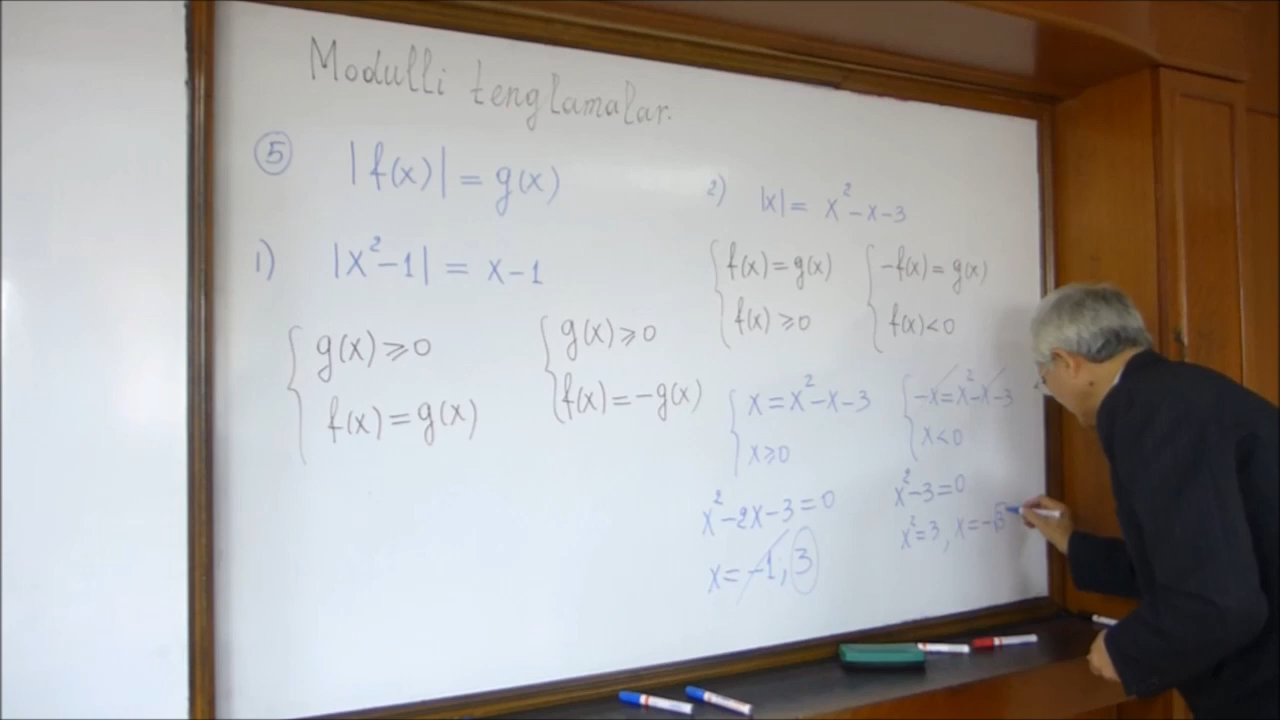 Modulli tenglamalar.
⑤ |f(x)| = g(x)
1) |x²-1| = x-1
g(x) ≥ 0
f(x) = g(x)
g(x) ≥ 0
f(x) = -g(x)
2) |x| = x²-x-3
f(x) = g(x)
f(x) ≥ 0
-f(x) = g(x)
f(x) < 0
x = x²-x-3
x ≥ 0
x²-2x-3 = 0
x = -1; 3
-x = x²-x-3
x < 0
x²-3 = 0
x² = 3, x = -√3